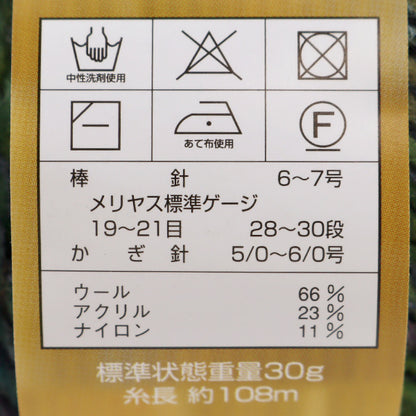 中性洗剤使用
あて布使用
F
棒 針 6〜7号
メリヤス標準ゲージ
19〜21目 28〜30段
かぎ針 5/0〜6/0号
ウール 66%
アクリル 23%
ナイロン 11%
標準状態重量30g
糸長 約108m